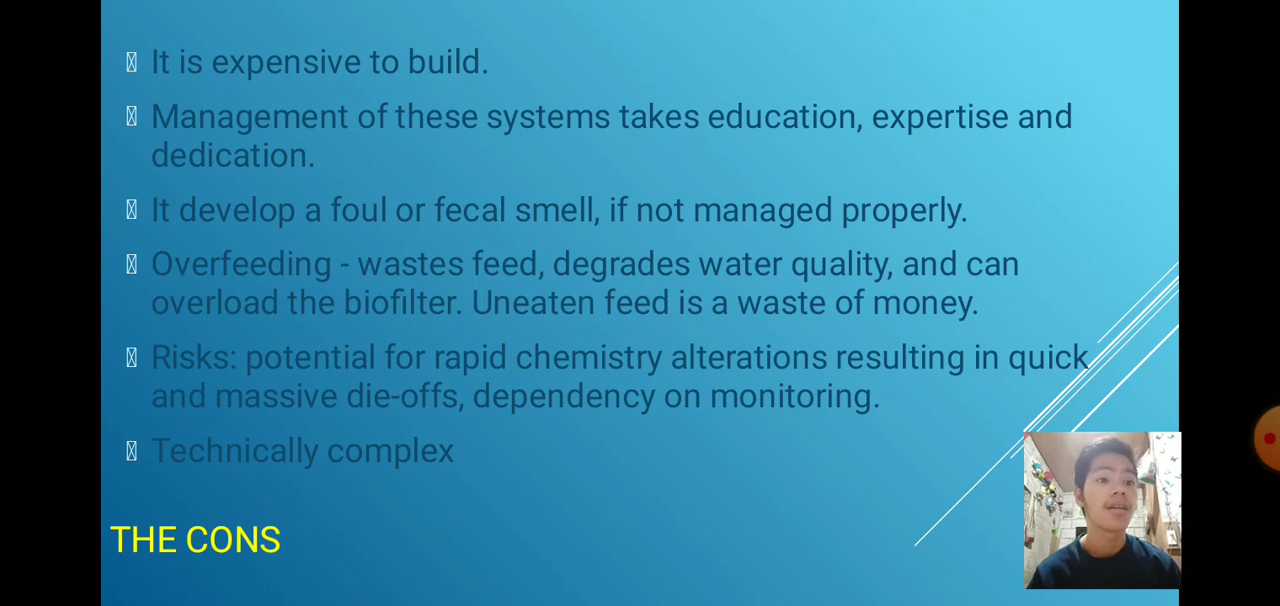 It is expensive to build.
Management of these systems takes education, expertise and
dedication.
It develop a foul or fecal smell, if not managed properly.
Overfeeding - wastes feed, degrades water quality, and can
overload the biofilter. Uneaten feed is a waste of money.
Risks: potential for rapid chemistry alterations resulting in quick
and massive die-offs, dependency on monitoring.
Technically complex
THE CONS